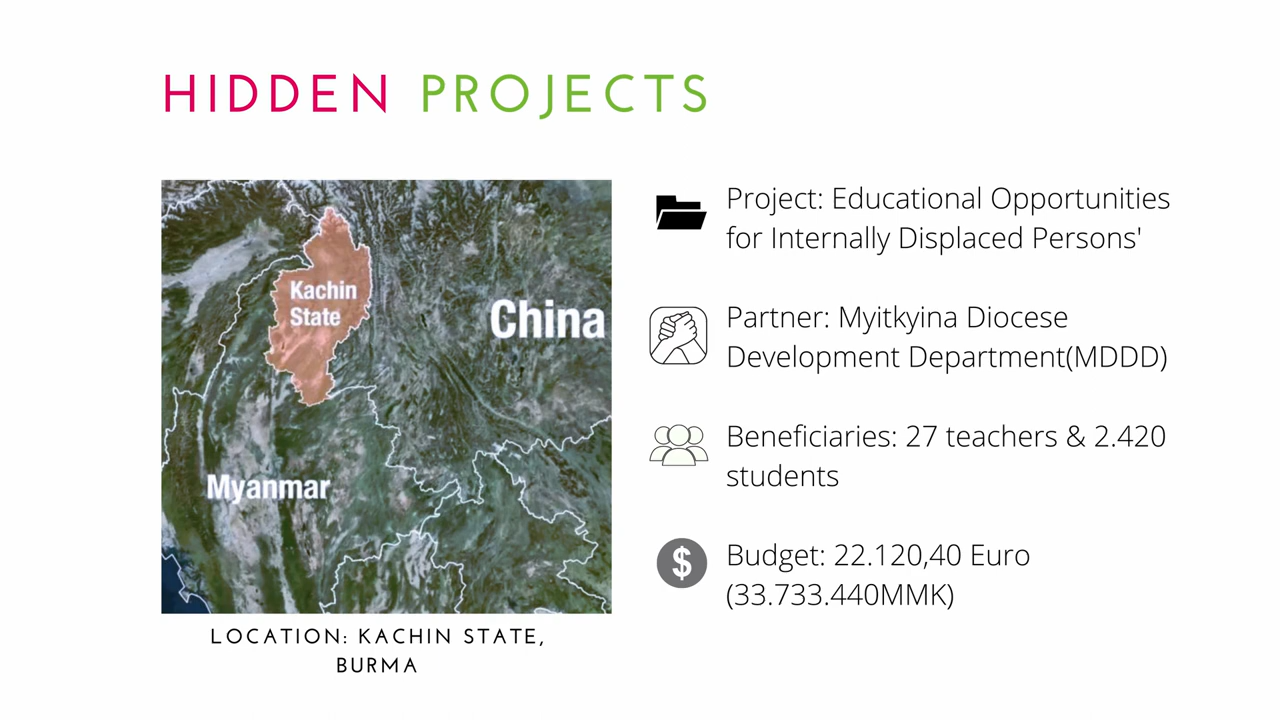 HIDDEN PROJECTS
Kachin
State
China
Myanmar
LOCATION: KACHIN STATE,
BURMA
Project: Educational Opportunities
for Internally Displaced Persons'
Partner: Myitkyina Diocese
Development Department(MDDD)
Beneficiaries: 27 teachers & 2.420
students
$
Budget: 22.120,40 Euro
(33.733.440MMK)